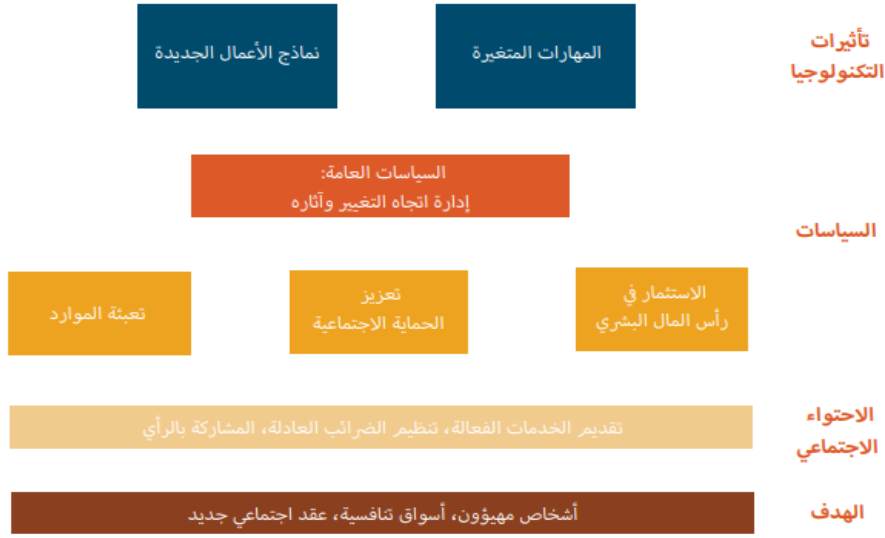 تأثيرات
التكنولوجيا
المهارات المتغيرة
نماذج الأعمال الجديدة
السياسات
السياسات العامة:
إدارة اتجاه التغيير وآثاره
الاستثمار في
رأس المال البشري
تعزيز
الحماية الاجتماعية
تعبئة الموارد
الاحتواء
الاجتماعي
تقديم الخدمات الفعالة، تنظيم الضرائب العادلة، المشاركة بالرأي
الهدف
أشخاص مهيؤون، أسواق تنافسية، عقد اجتماعي جديد